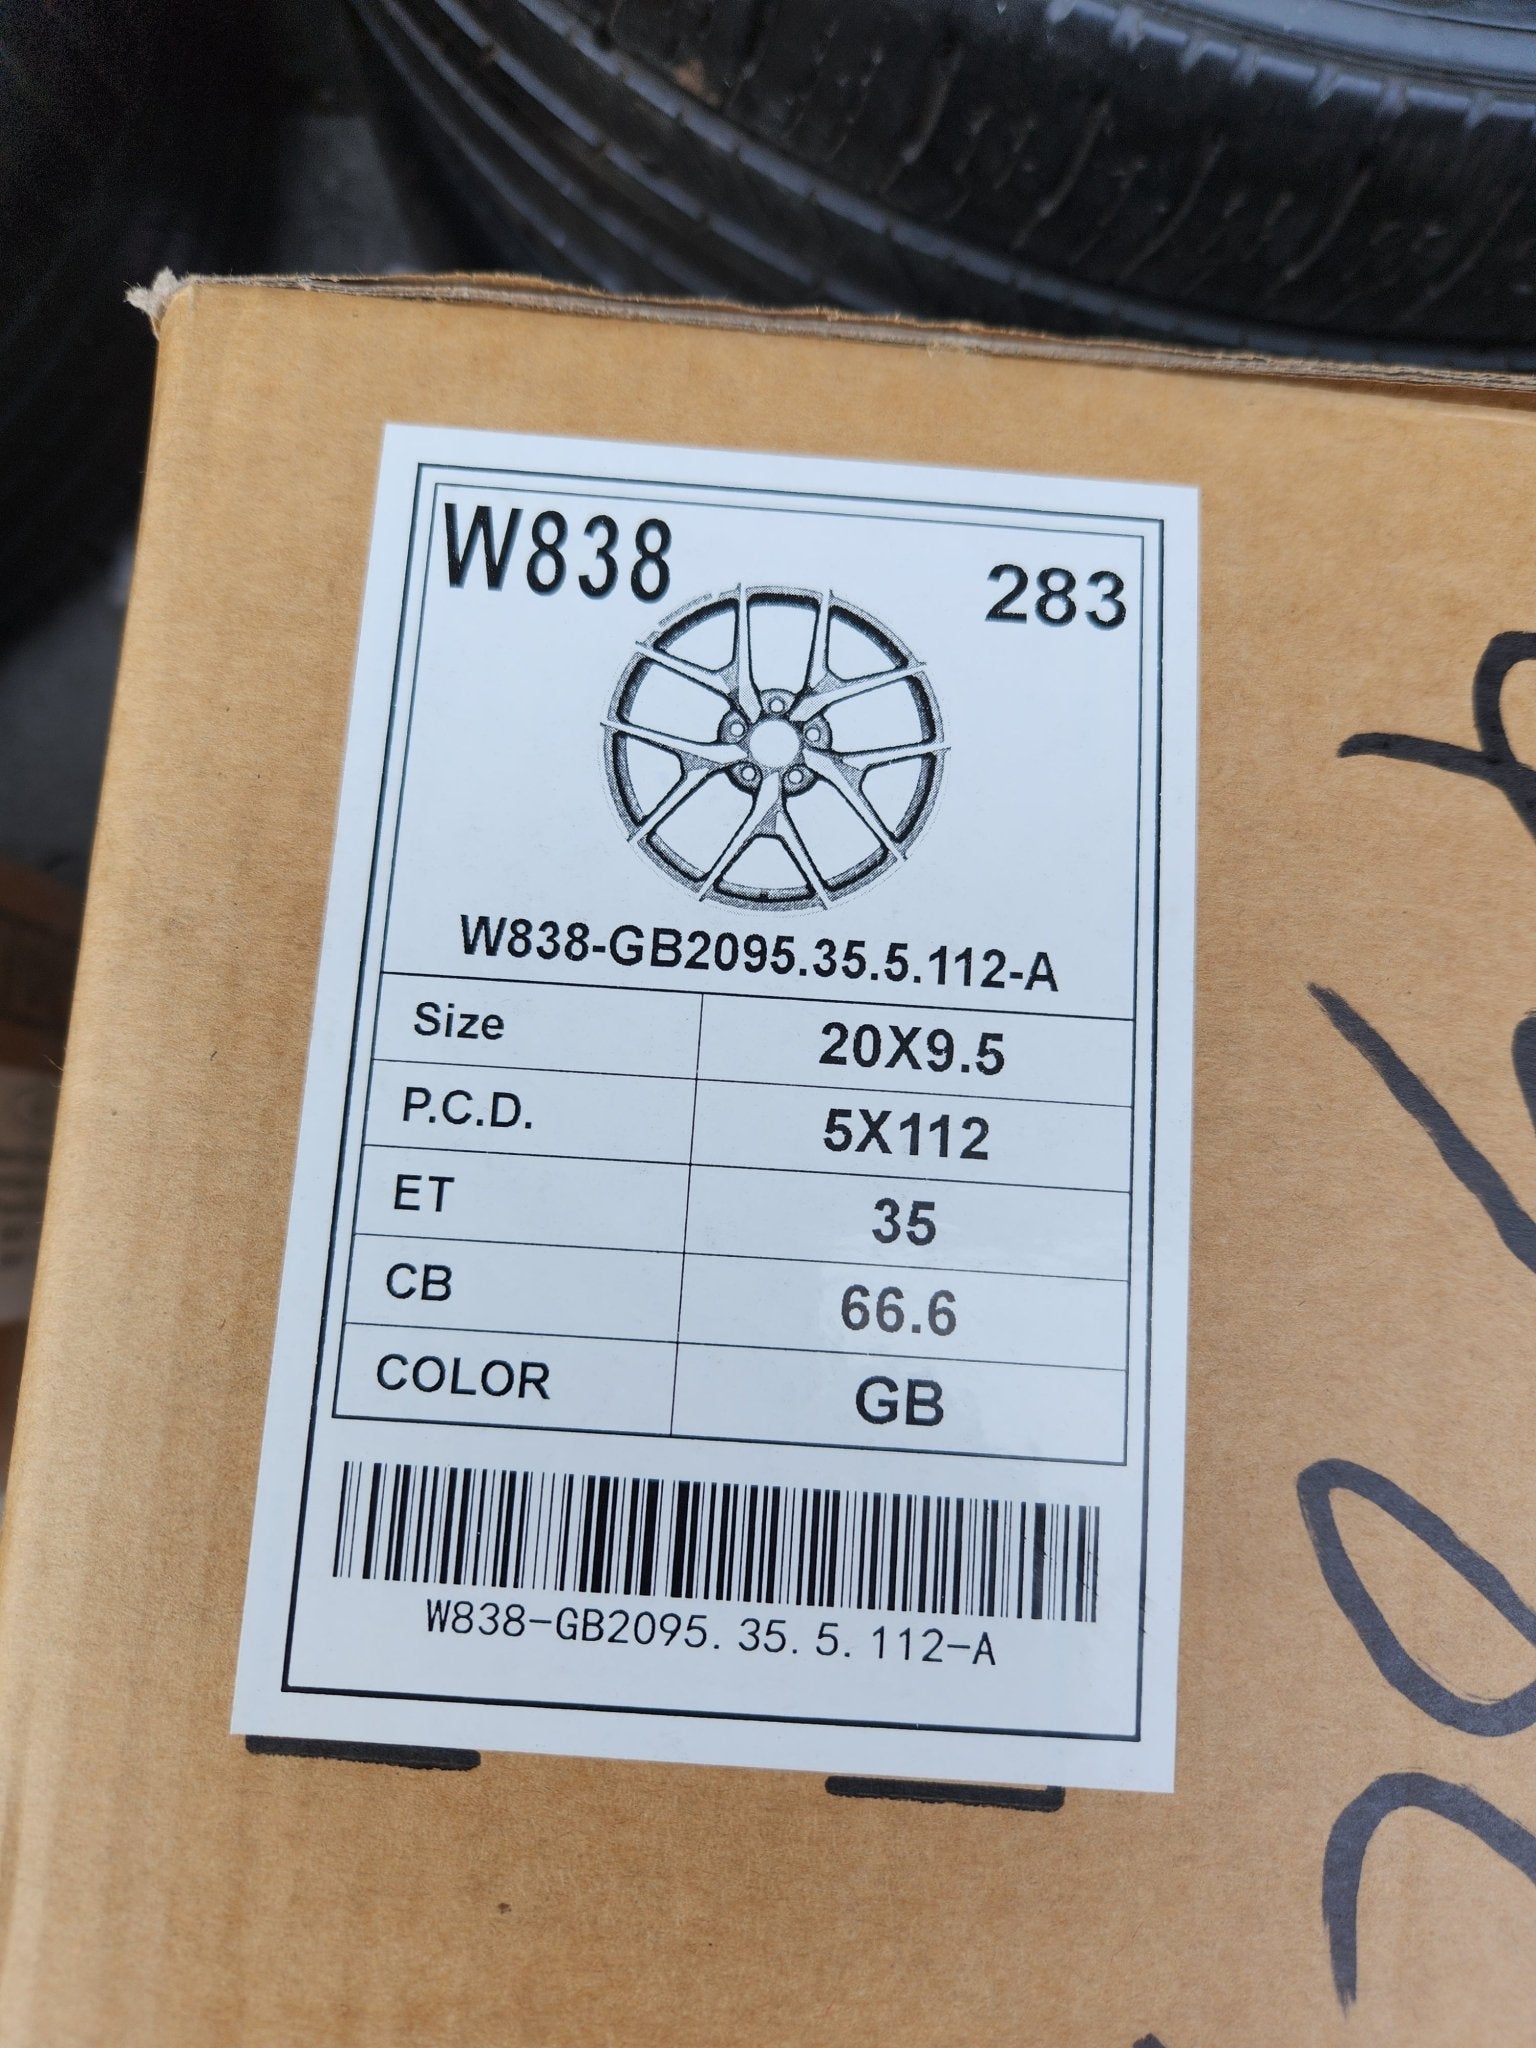 W838
283
W838-GB2095.35.5.112-A
Size 20X9.5
P.C.D. 5X112
ET 35
CB 66.6
COLOR GB
W838-GB2095.35.5.112-A